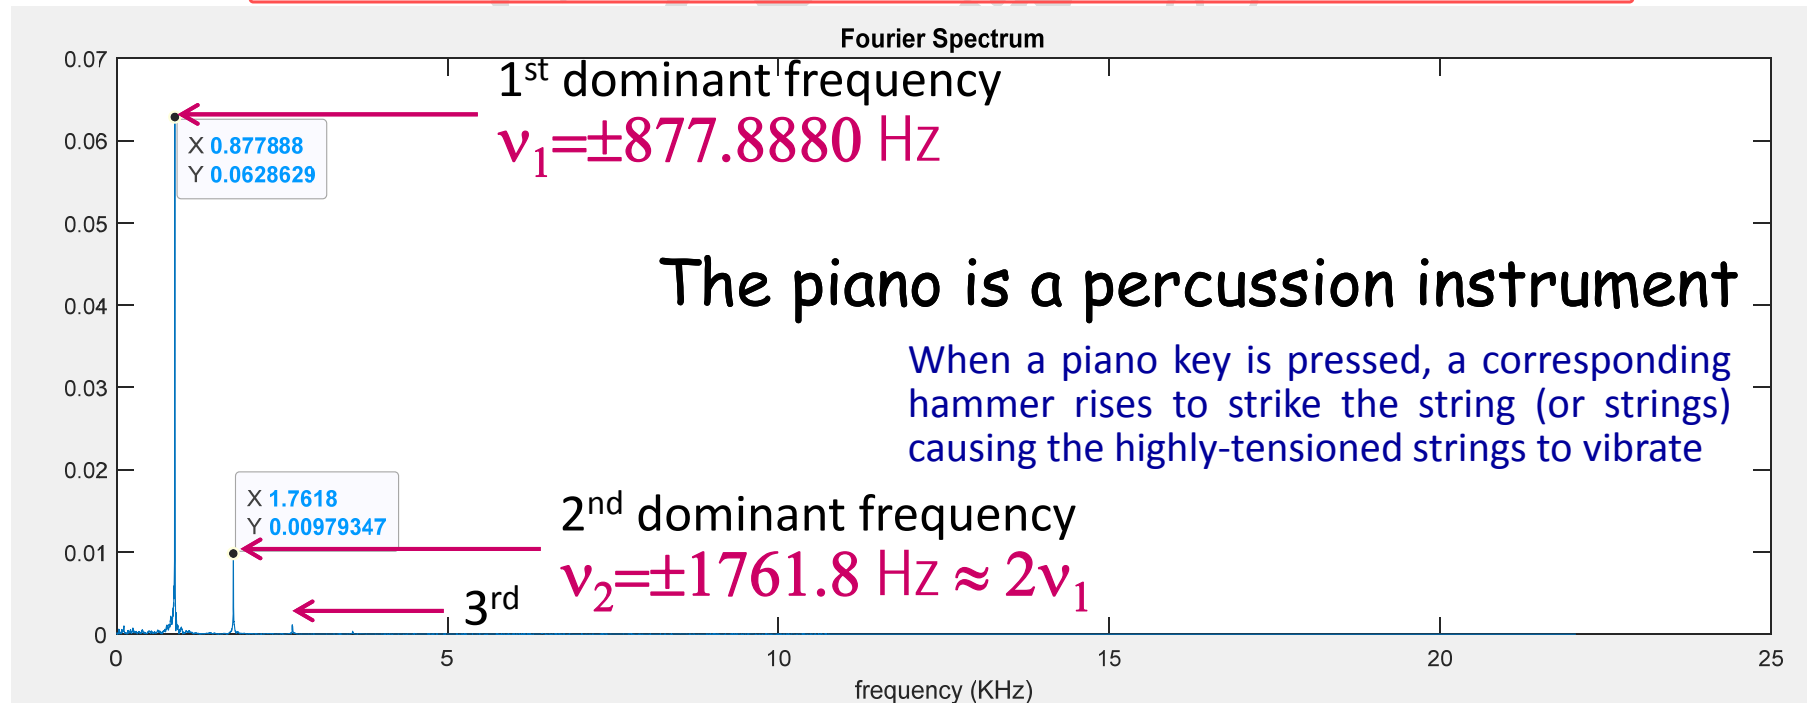 Fourier Spectrum
0.07
0.06
0.05
0.04
0.03
0.02
0.01
0
1st dominant frequency
ν1=±877.8880 Hz
X 0.877888
Y 0.0628629
The piano is a percussion instrument
When a piano key is pressed, a corresponding
hammer rises to strike the string (or strings)
causing the highly-tensioned strings to vibrate
X 1.7618
Y 0.00979347
2nd dominant frequency
ν2=±1761.8 Hz ≈ 2ν1
3rd
0 5 10 15 20 25
frequency (KHz)